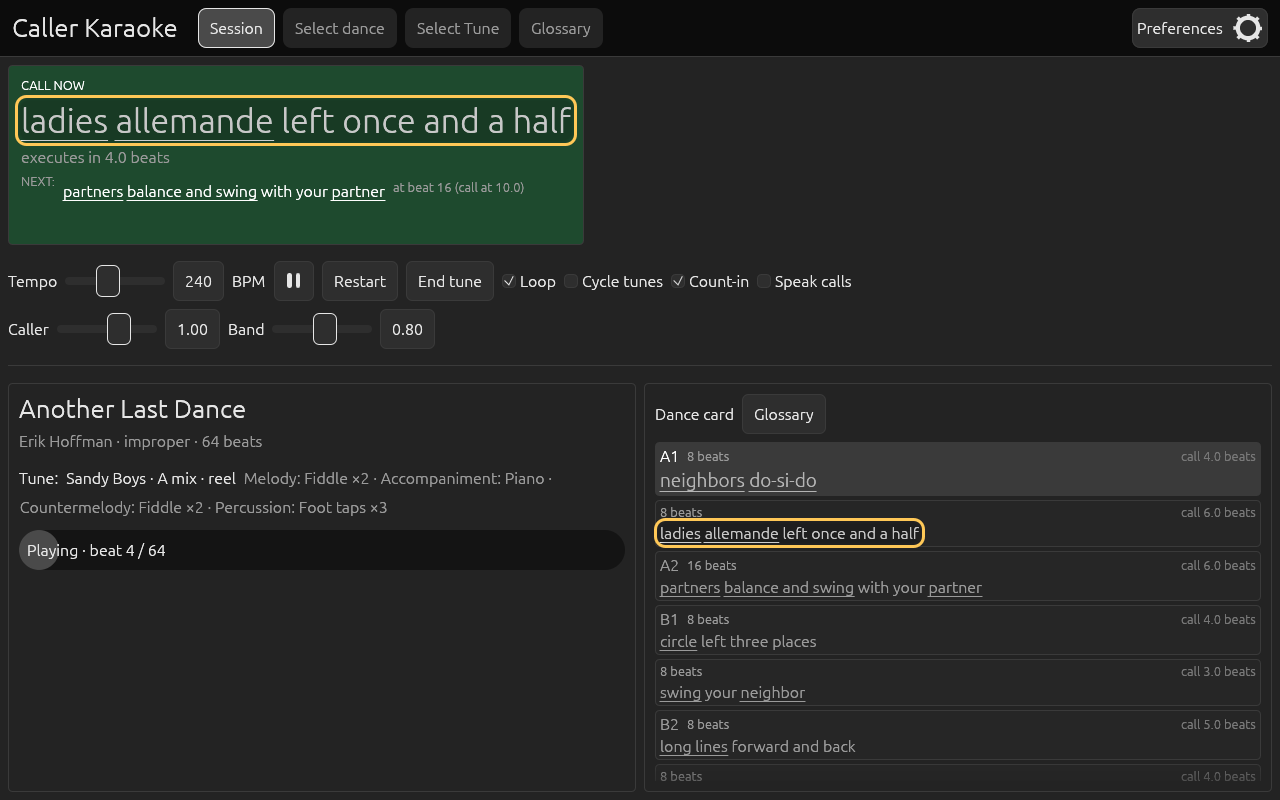 Caller Karaoke Session Select dance Select Tune Glossary Preferences
CALL NOW
ladies allemande left once and a half
executes in 4.0 beats
NEXT: partners balance and swing with your partner at beat 16 (call at 10.0)
Tempo 240 BPM Restart End tune Loop Cycle tunes Count-in Speak calls
Caller 1.00 Band 0.80
Another Last Dance
Erik Hoffman · improper · 64 beats
Tune: Sandy Boys · A mix · reel Melody: Fiddle ×2 · Accompaniment: Piano ·
Countermelody: Fiddle ×2 · Percussion: Foot taps ×3
Playing · beat 4 / 64
Dance card Glossary
A1 8 beats call 4.0 beats
neighbors do-si-do
8 beats call 6.0 beats
ladies allemande left once and a half
A2 16 beats call 6.0 beats
partners balance and swing with your partner
B1 8 beats call 4.0 beats
circle left three places
8 beats call 3.0 beats
swing your neighbor
B2 8 beats call 5.0 beats
long lines forward and back
8 beats call 4.0 beats